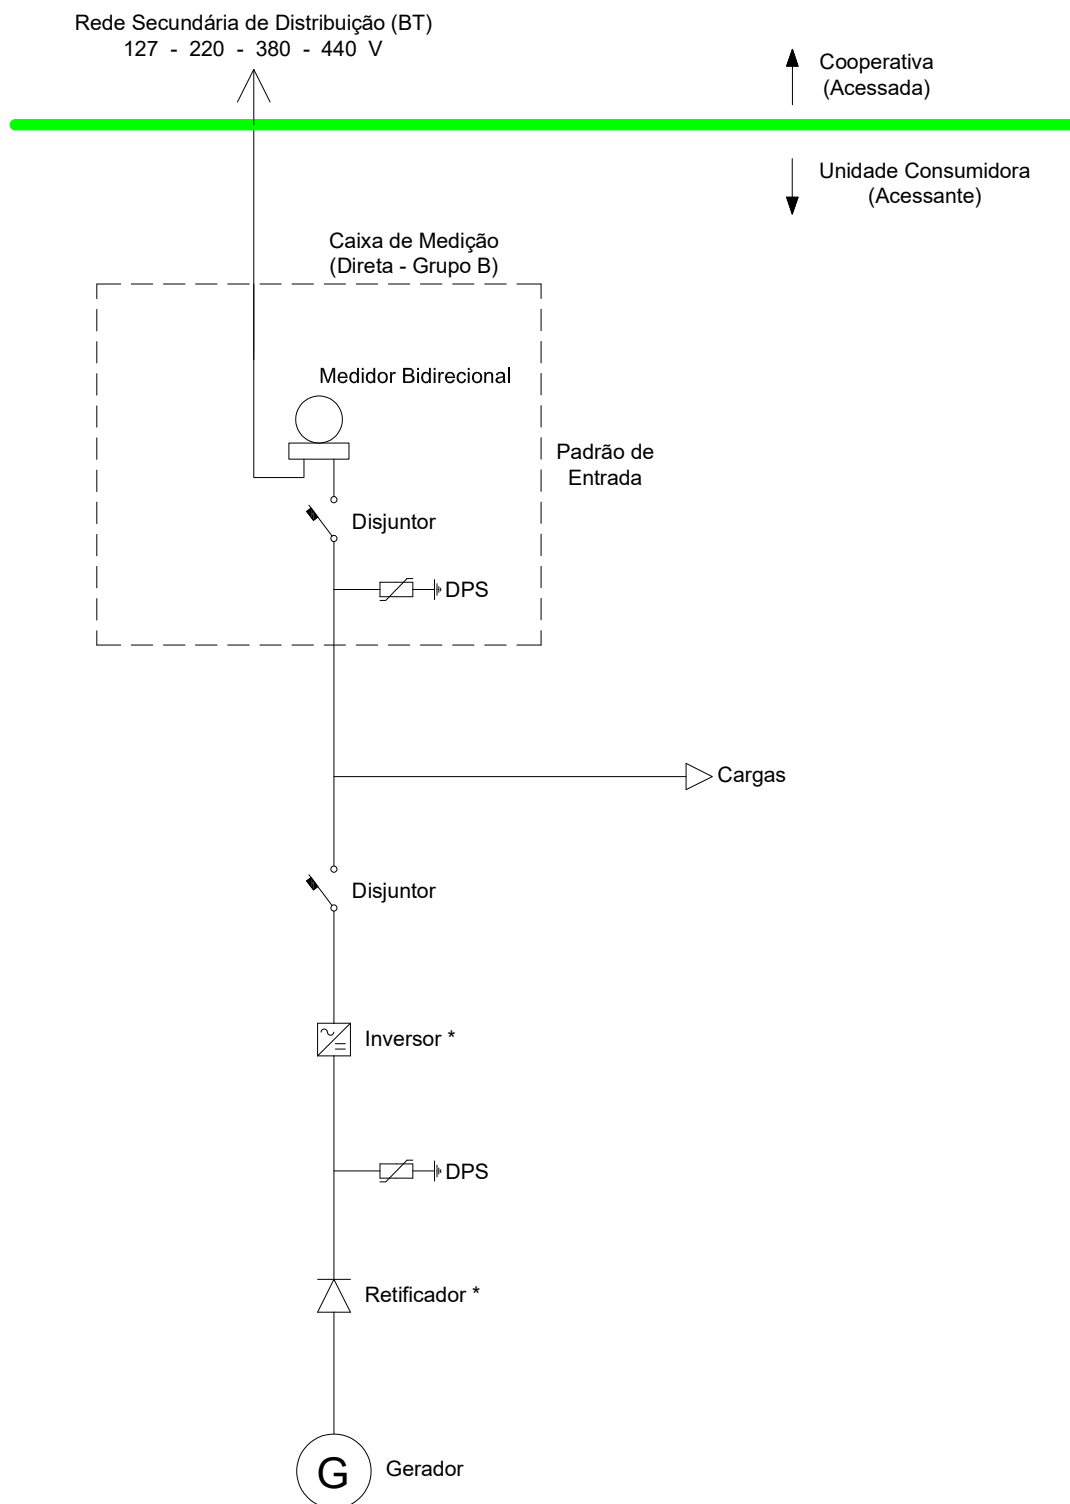 Rede Secundária de Distribuição (BT)
127 - 220 - 380 - 440 V
Cooperativa
(Acessada)
Unidade Consumidora
(Acessante)
Caixa de Medição
(Direta - Grupo B)
Medidor Bidirecional
Padrão de
Entrada
Disjuntor
DPS
Cargas
Disjuntor
Inversor *
DPS
Retificador *
G
Gerador